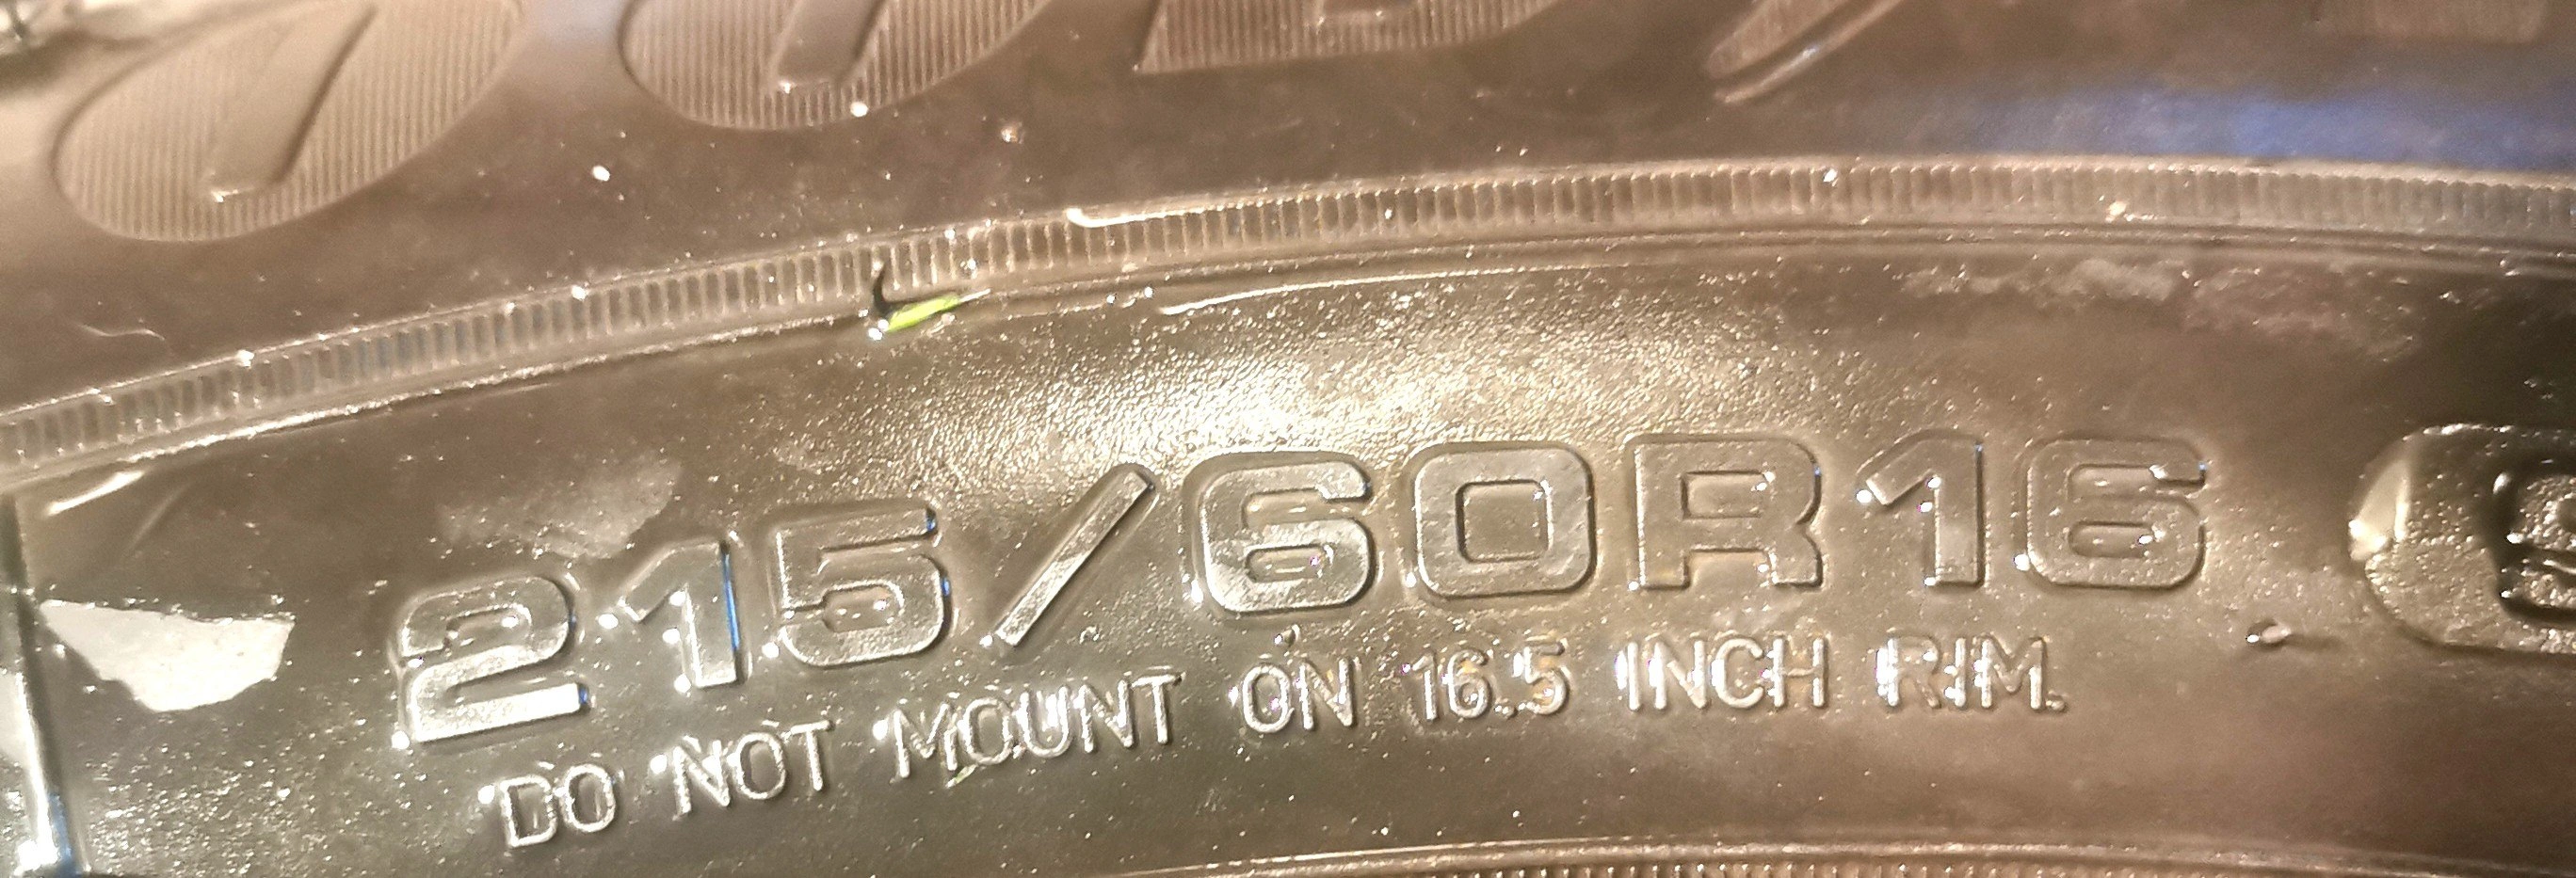 215/60R16
DO NOT MOUNT ON 16.5 INCH RIM.